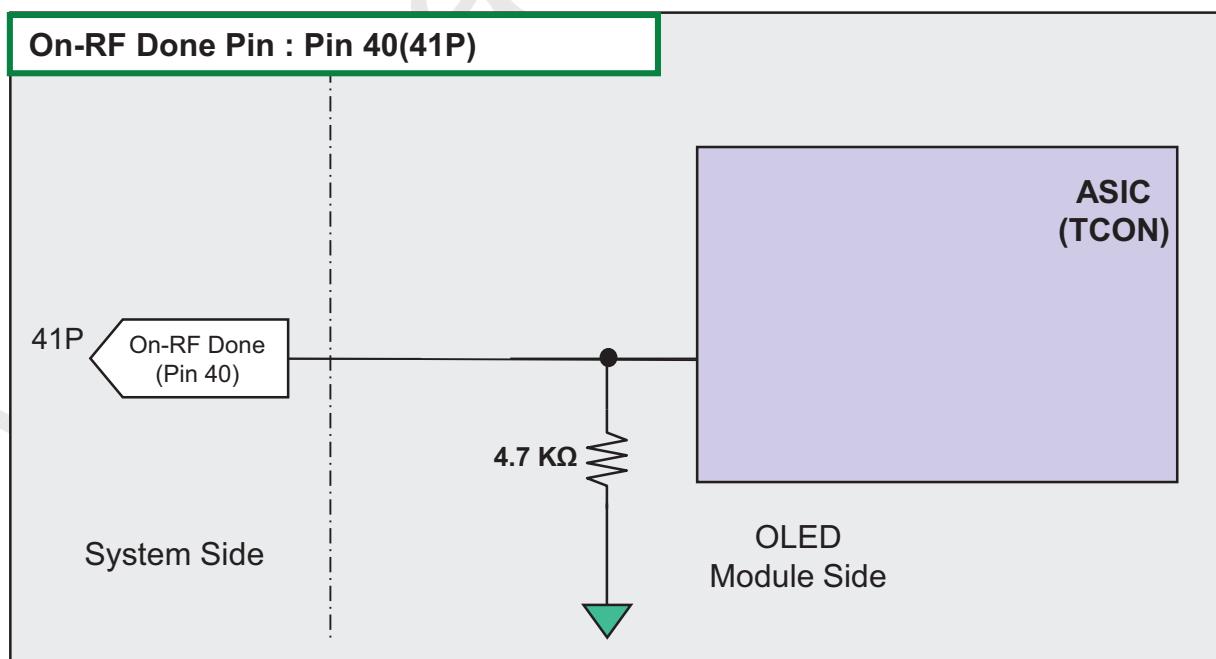 On-RF Done Pin : Pin 40(41P)
ASIC
(TCON)
41P
On-RF Done
(Pin 40)
4.7 KΩ
System Side
OLED
Module Side